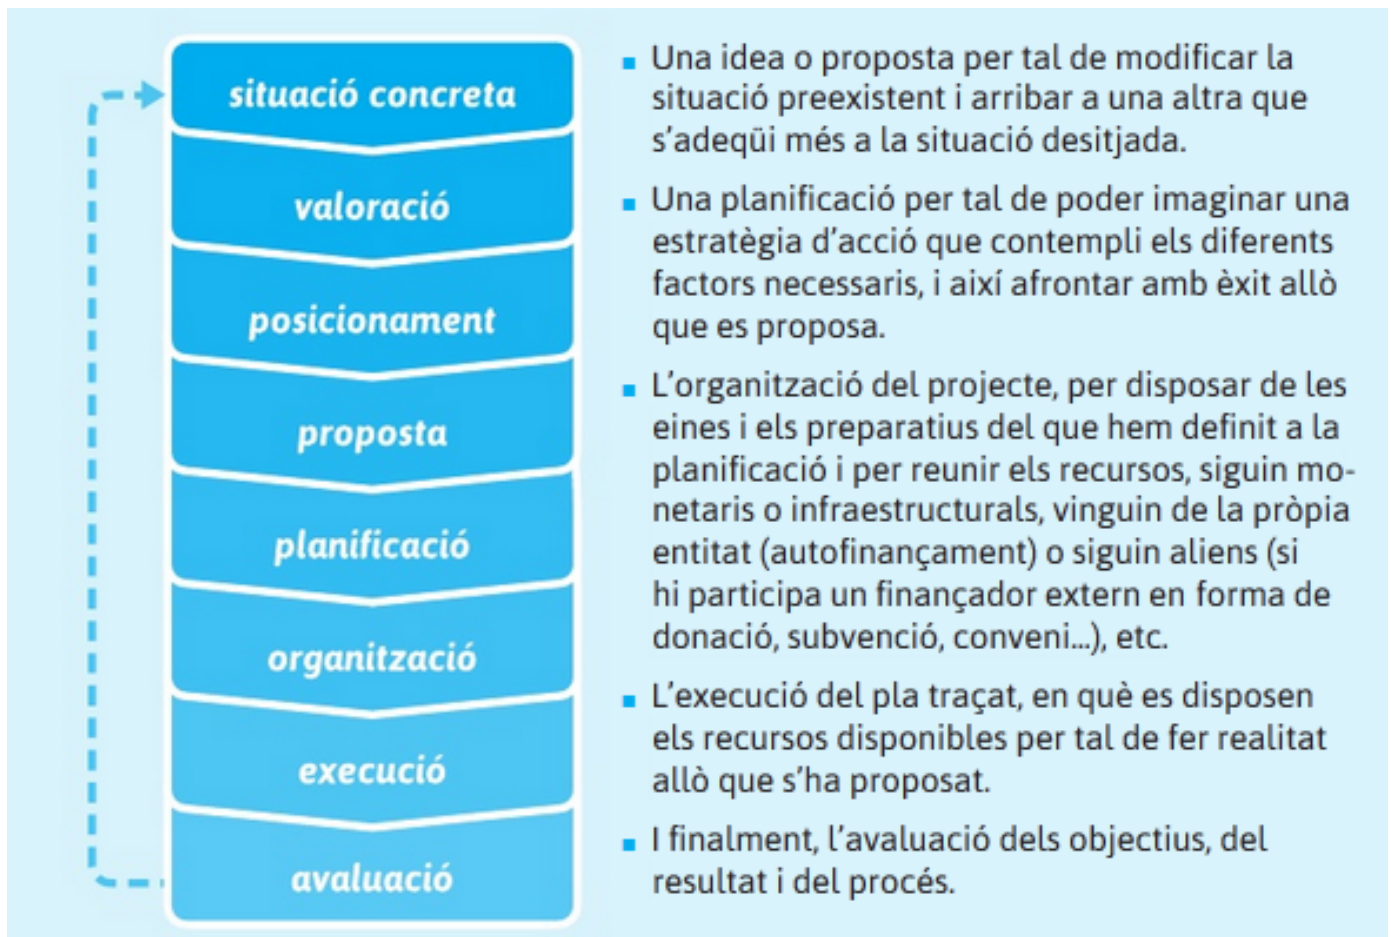 situació concreta
valoració
posicionament
proposta
planificació
organització
execució
avaluació
▪ Una idea o proposta per tal de modificar la
situació preexistent i arribar a una altra que
s’adeqüi més a la situació desitjada.
▪ Una planificació per tal de poder imaginar una
estratègia d’acció que contempli els diferents
factors necessaris, i així afrontar amb èxit allò
que es proposa.
▪ L’organització del projecte, per disposar de les
eines i els preparatius del que hem definit a la
planificació i per reunir els recursos, siguin mo-
netaris o infraestructurals, vinguin de la pròpia
entitat (autofinançament) o siguin aliens (si
hi participa un finançador extern en forma de
donació, subvenció, conveni...), etc.
▪ L’execució del pla traçat, en què es disposen
els recursos disponibles per tal de fer realitat
allò que s’ha proposat.
▪ I finalment, l’avaluació dels objectius, del
resultat i del procés.